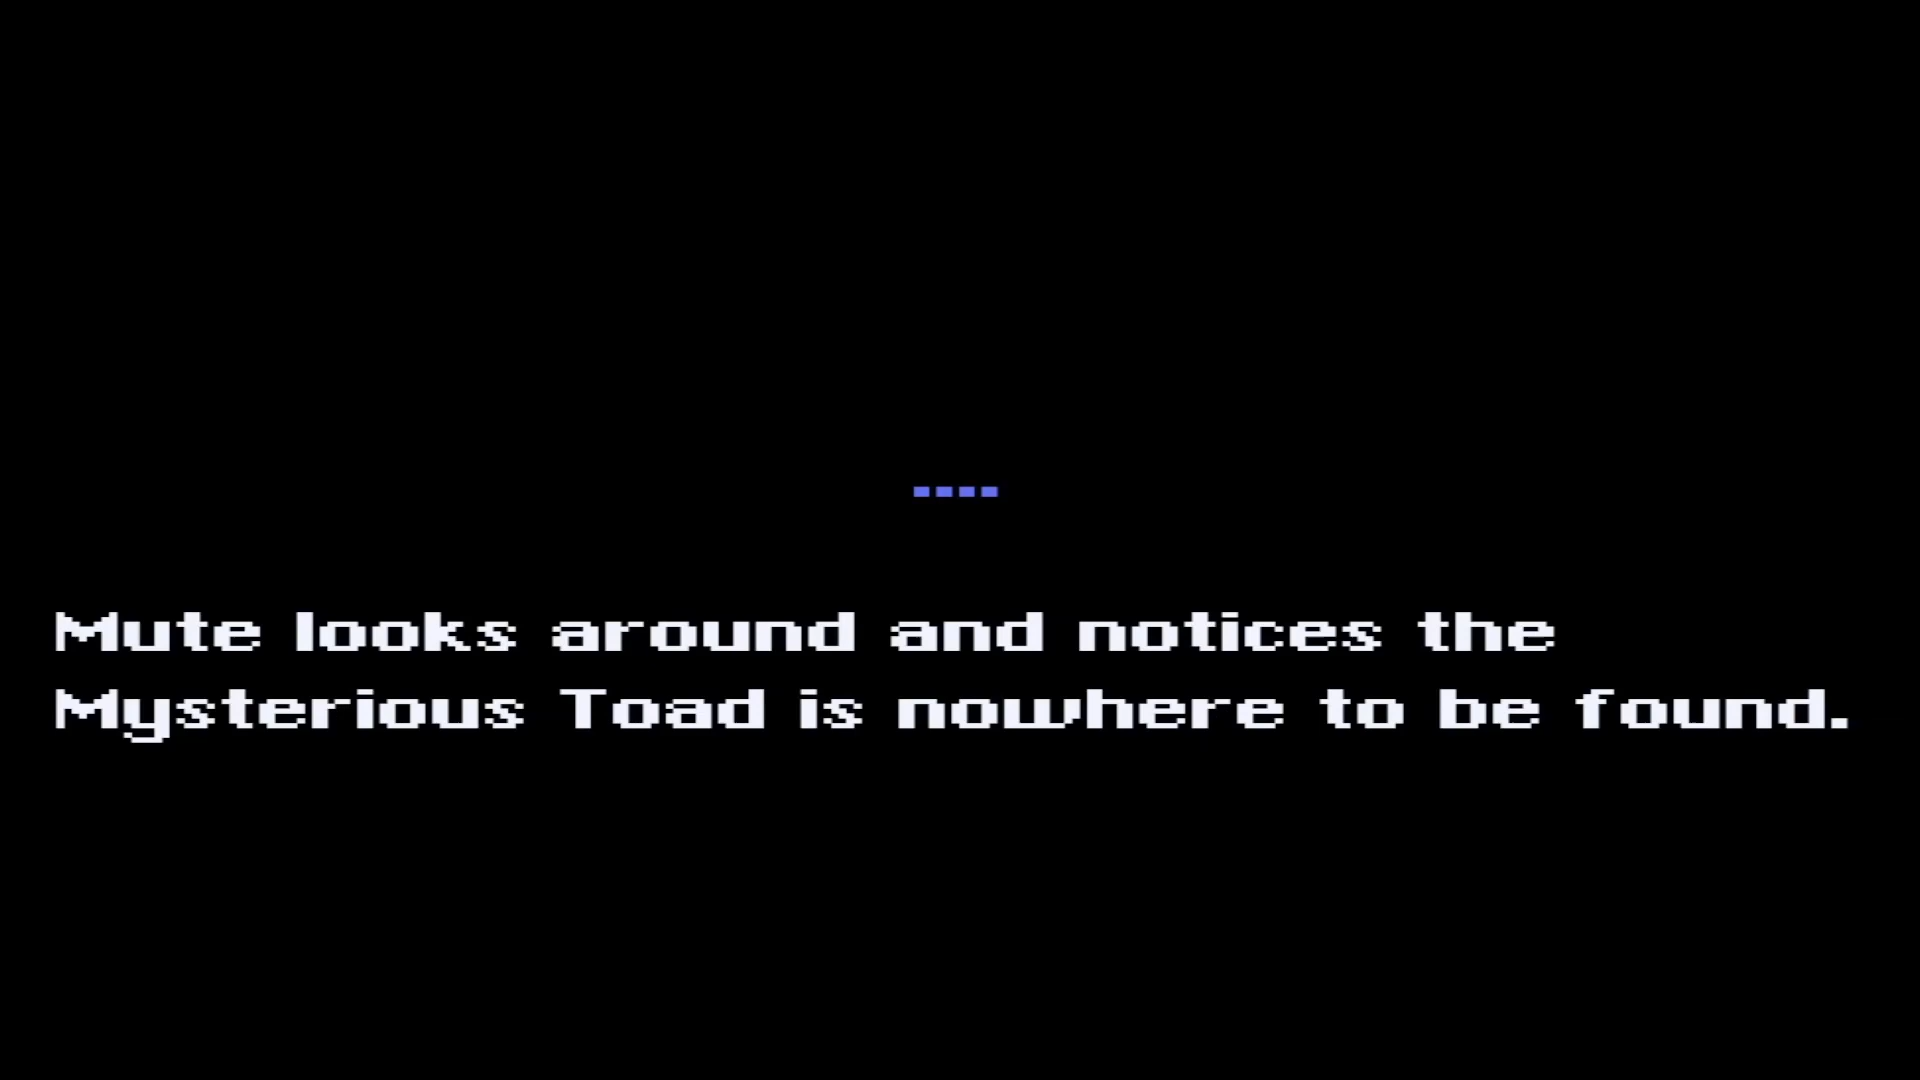 ----
Mute looks around and notices the
Mysterious Toad is nowhere to be found.